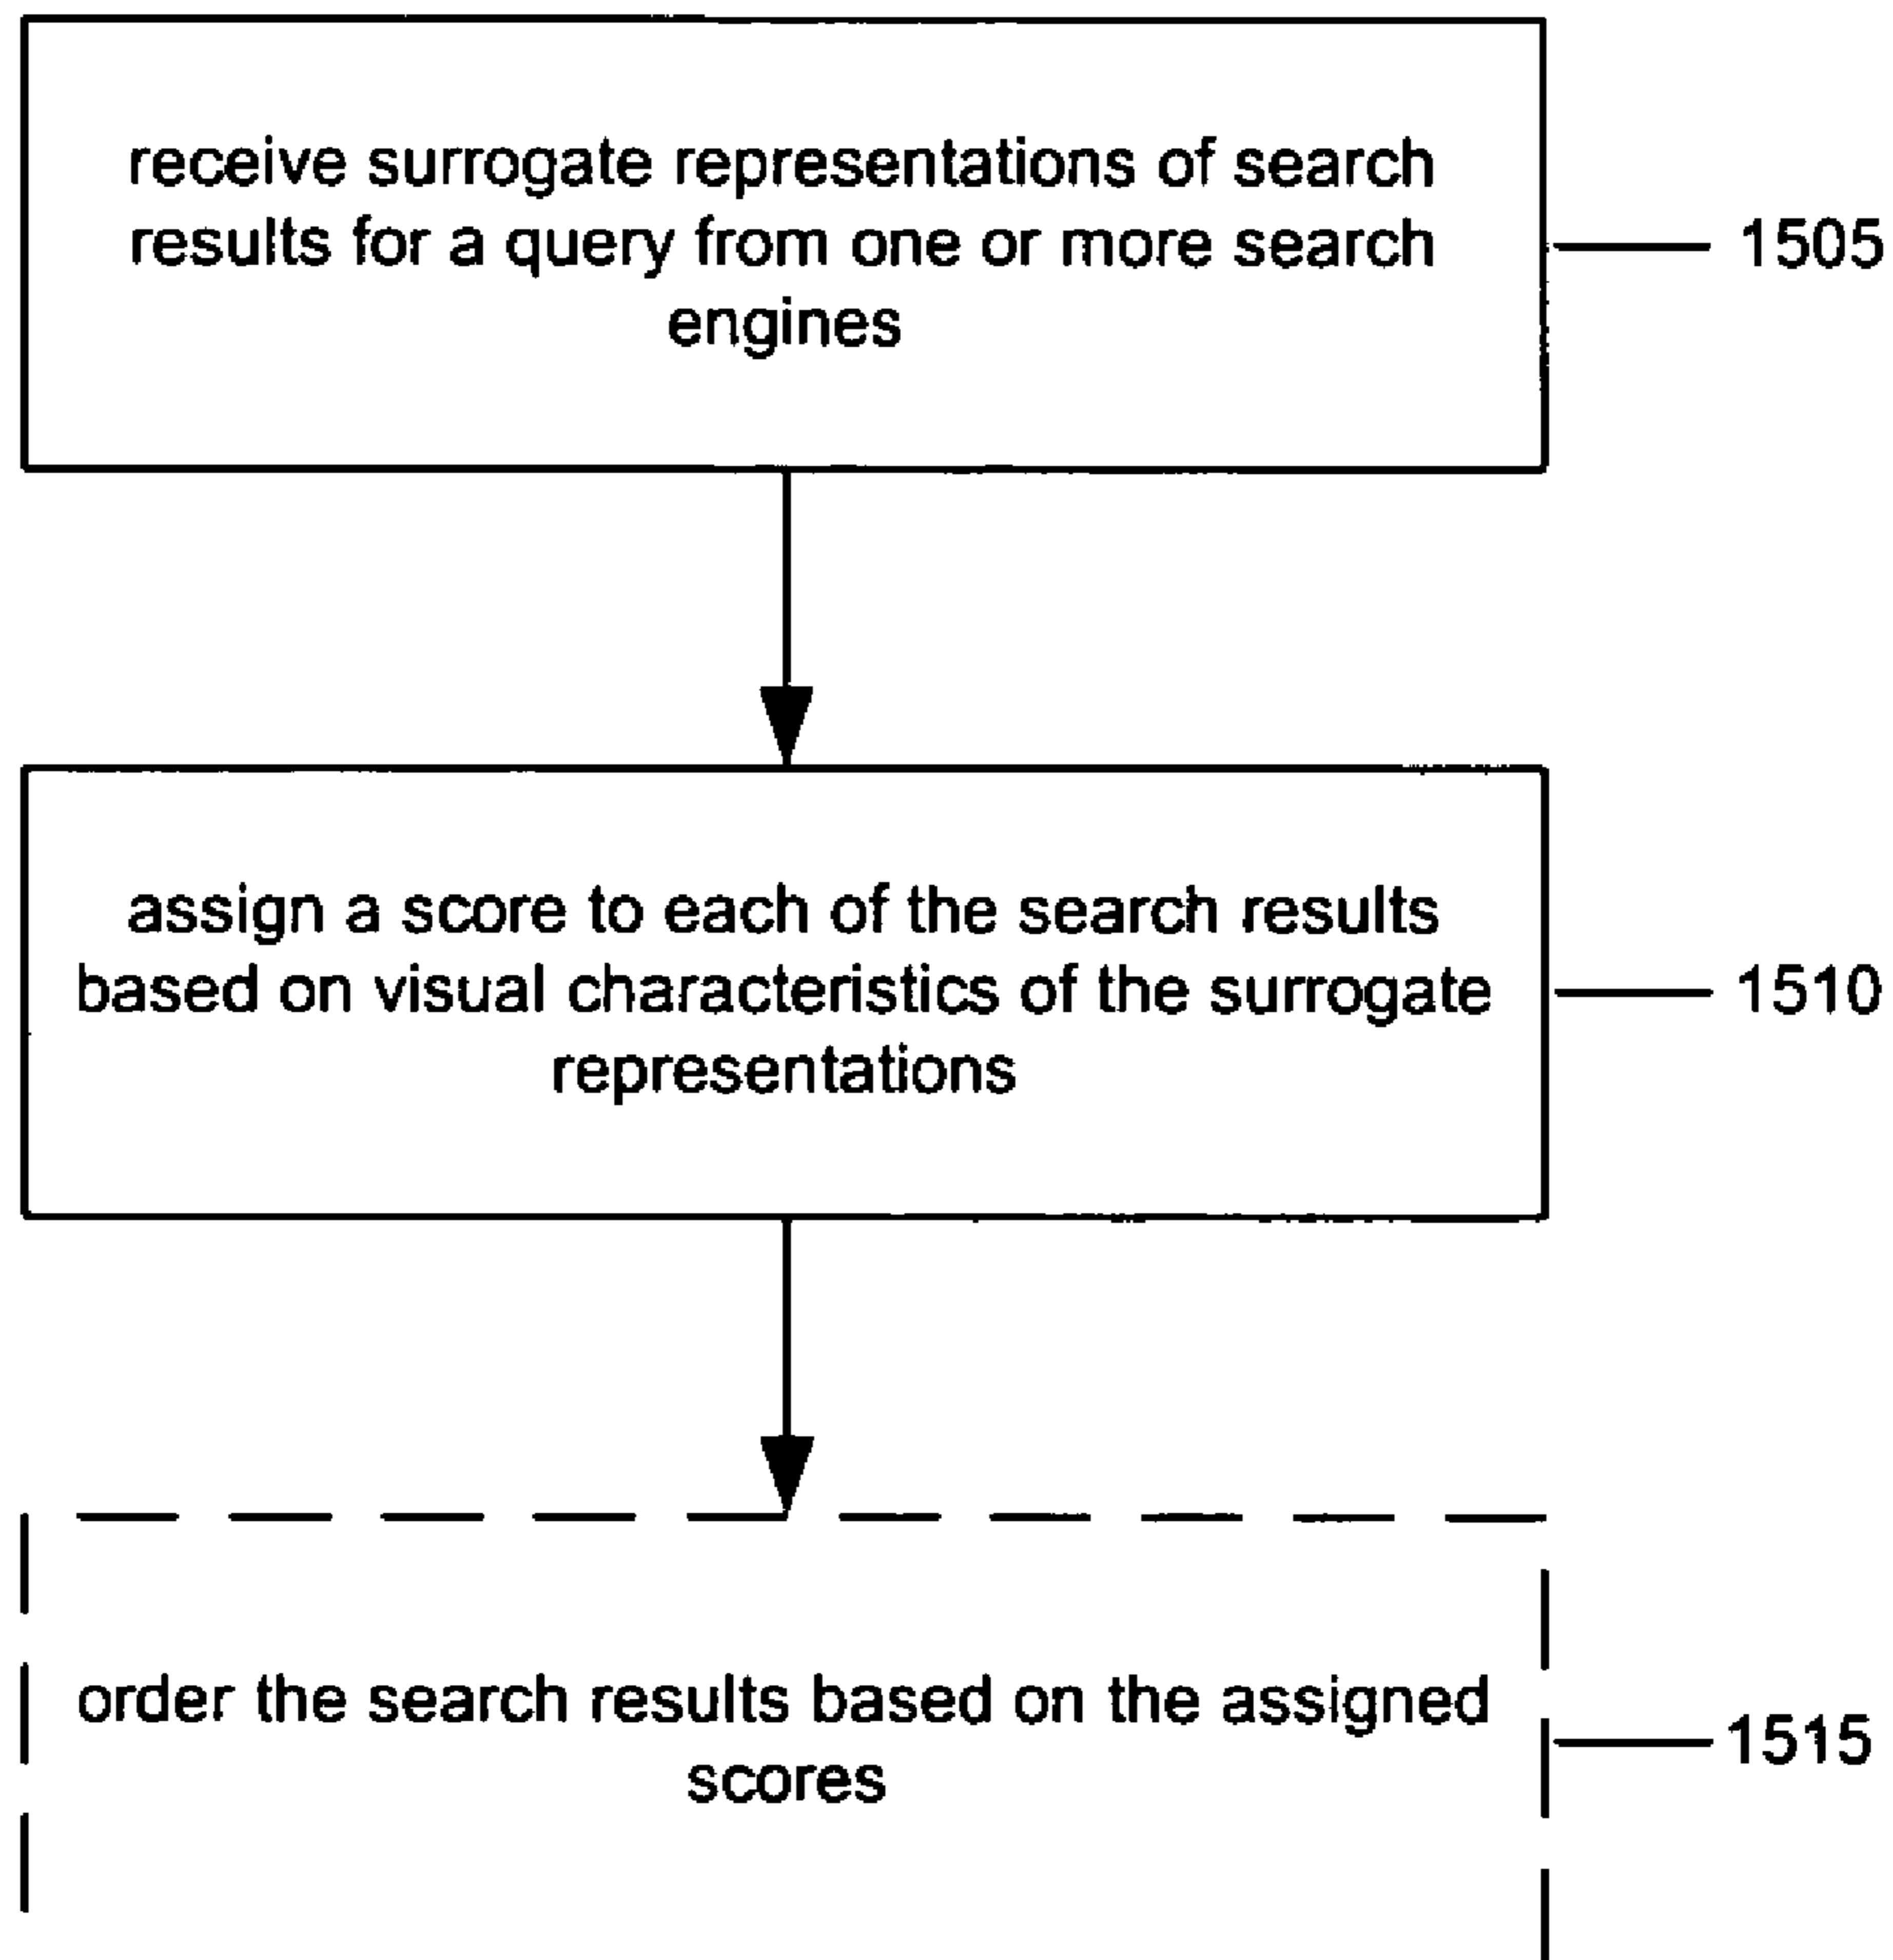 receive surrogate representations of search
results for a query from one or more search
engines
1505
assign a score to each of the search results
based on visual characteristics of the surrogate
representations
1510
order the search results based on the assigned
scores
1515